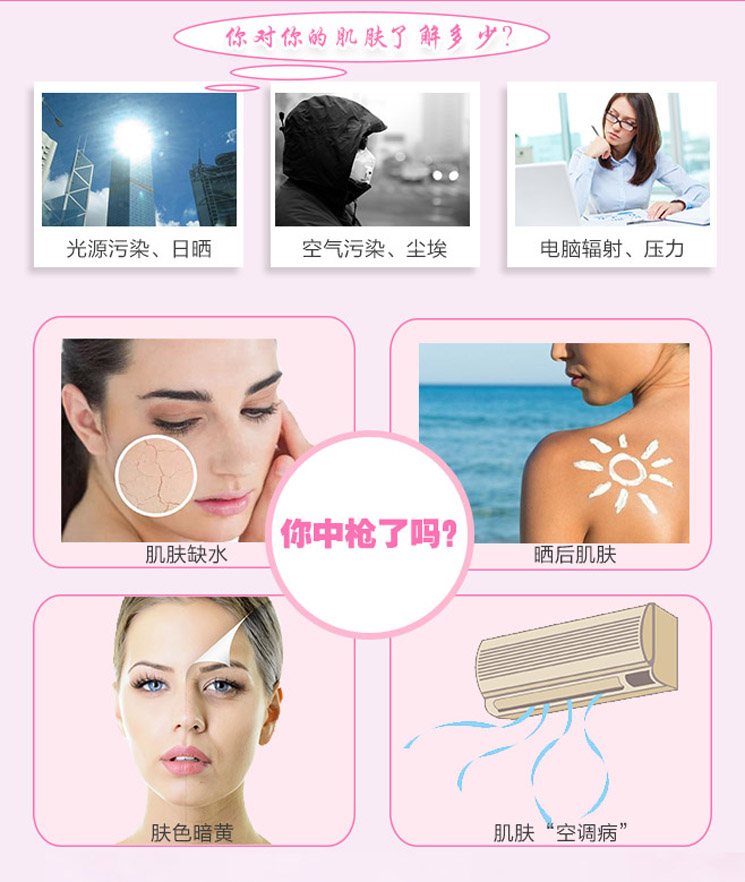 你对你的肌肤了解多少?
光源污染、日晒
空气污染、尘埃
电脑辐射、压力
肌肤缺水
晒后肌肤
你中枪了吗?
肤色暗黄
肌肤“空调病”